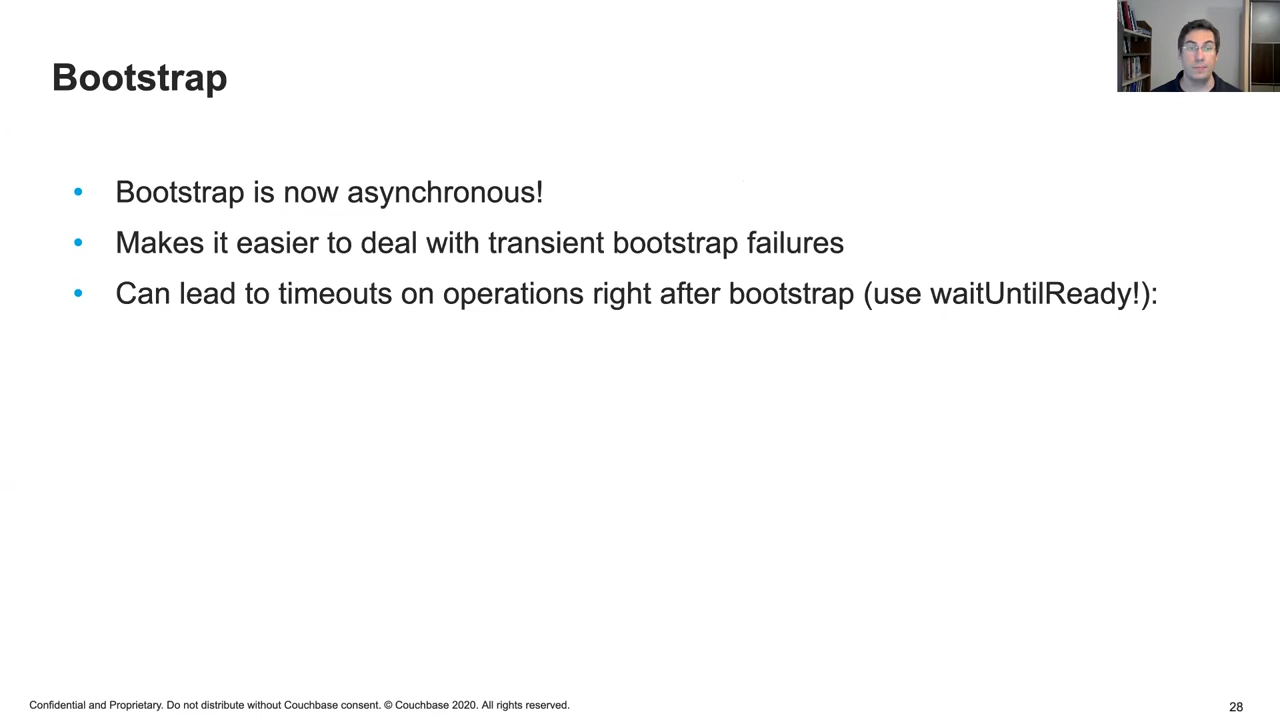 Bootstrap
• Bootstrap is now asynchronous!
• Makes it easier to deal with transient bootstrap failures
• Can lead to timeouts on operations right after bootstrap (use waitUntilReady!):
Confidential and Proprietary. Do not distribute without Couchbase consent. © Couchbase 2020. All rights reserved.
28